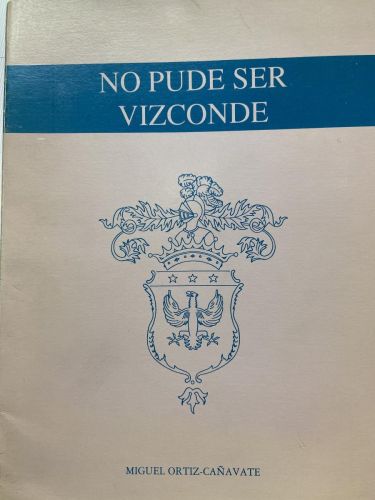 NO PUDE SER
VIZCONDE
MIGUEL ORTIZ-CAÑAVATE